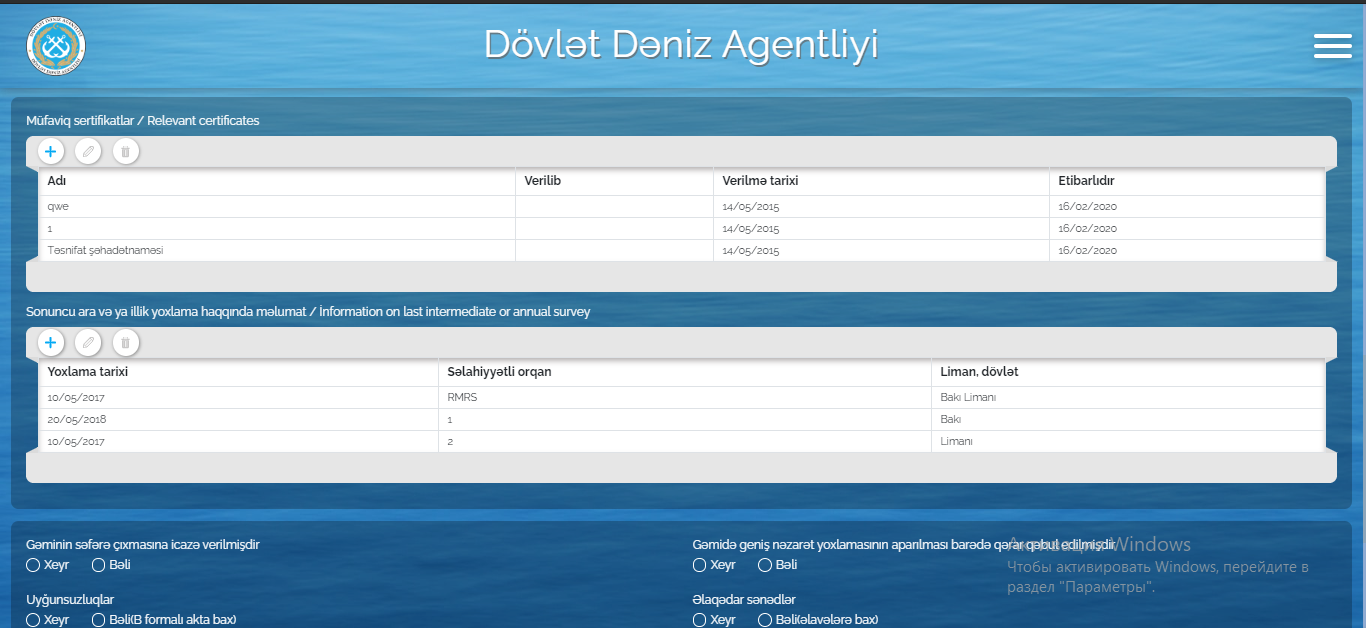 Dövlət Dəniz Agentliyi
Müfaviq sertifikatlar / Relevant certificates
Adı Verilib Verilmə tarixi Etibarlıdır
qwe 14/05/2015 16/02/2020
1 14/05/2015 16/02/2020
Təsnifat şəhadətnaməsi 14/05/2015 16/02/2020
Sonuncu ara və ya illik yoxlama haqqında məlumat / İnformation on last intermediate or annual survey
Yoxlama tarixi Səlahiyyətli orqan Liman, dövlət
10/05/2017 RMRS Bakı Limanı
20/05/2018 1 Bakı
10/05/2017 2 Limanı
Gəminin səfərə çıxmasına icazə verilmişdir
Xeyr Bəli
Gəmidə geniş nəzarət yoxlamasının aparılması barədə qərar qəbul edilmişdir
Xeyr Bəli
Активация Windows
Чтобы активировать Windows, перейдите в
раздел "Параметры".
Uyğunsuzluqlar
Xeyr Bəli(B formalı akta bax)
Əlaqədar sənədlər
Xeyr Bəli(əlavələrə bax)